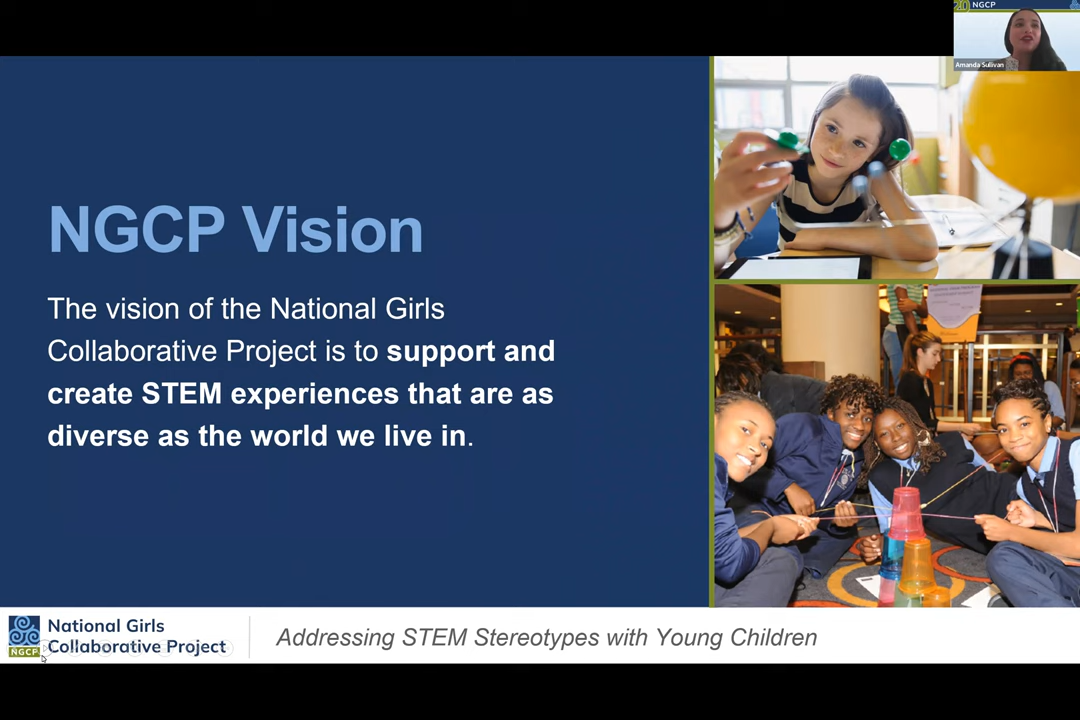 NGCP
Amanda Sullivan
NGCP Vision
The vision of the National Girls
Collaborative Project is to support and
create STEM experiences that are as
diverse as the world we live in.
National Girls
Collaborative Project
NGCP
Addressing STEM Stereotypes with Young Children